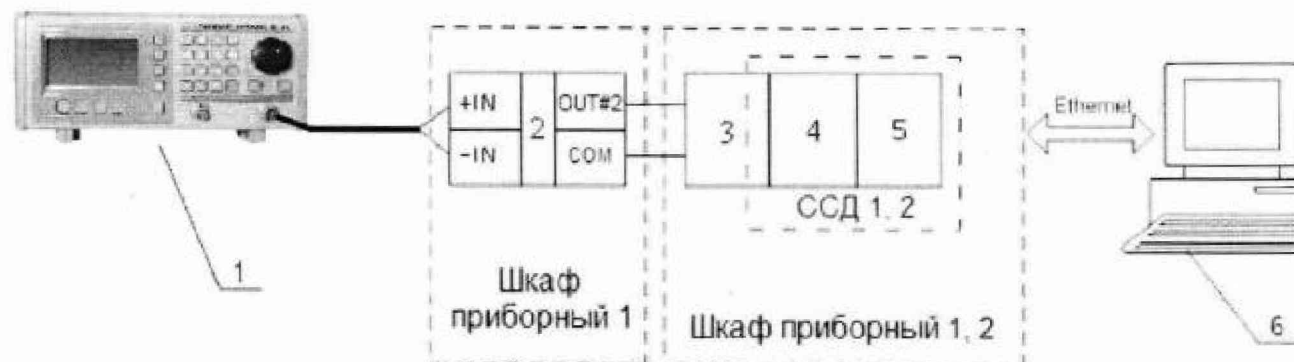 +IN
-IN
2
OUT#2
COM
3
4
5
ССД 1, 2
Ethernet
1
Шкаф
приборный 1
Шкаф приборный 1, 2
6